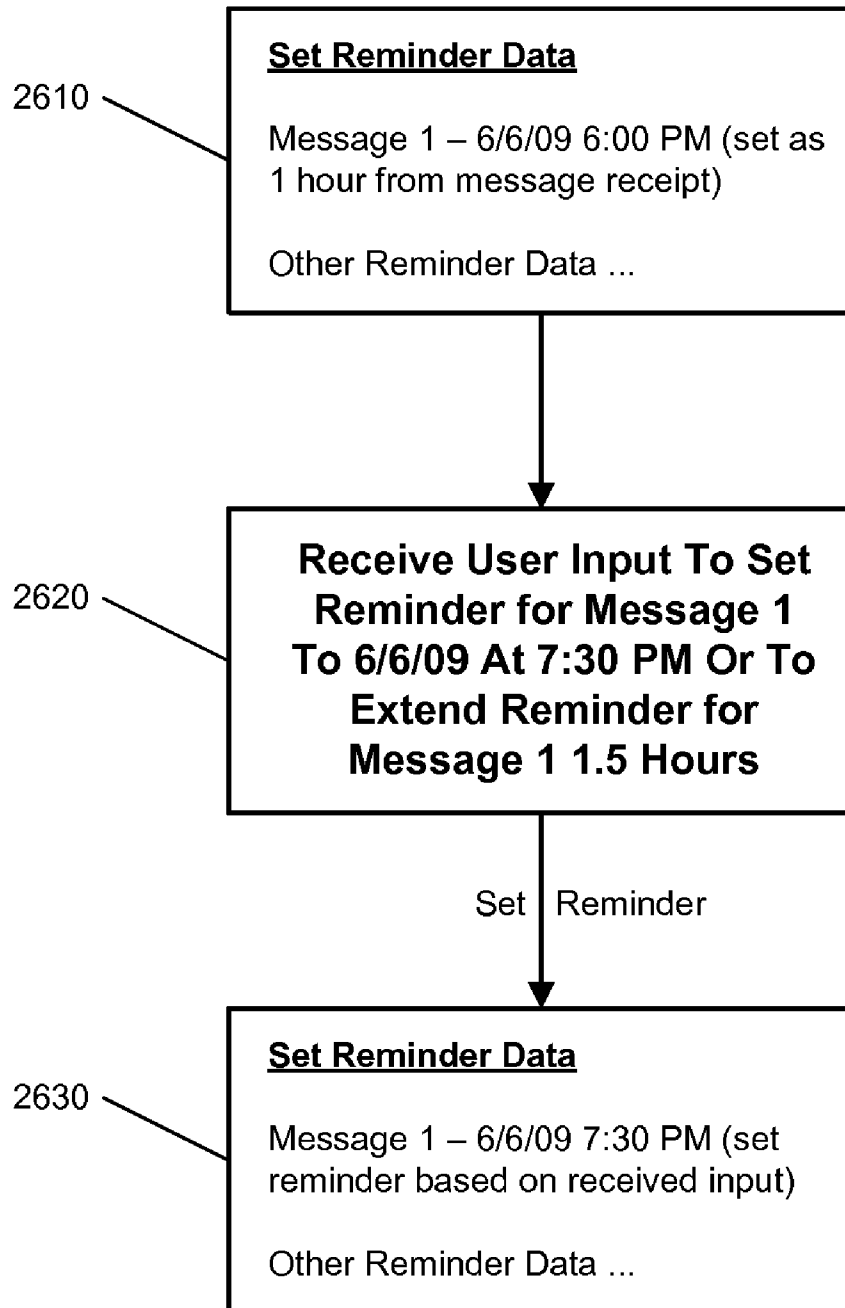 2610
Set Reminder Data
Message 1 – 6/6/09 6:00 PM (set as
1 hour from message receipt)
Other Reminder Data ...
2620
Receive User Input To Set
Reminder for Message 1
To 6/6/09 At 7:30 PM Or To
Extend Reminder for
Message 1 1.5 Hours
Set Reminder
2630
Set Reminder Data
Message 1 – 6/6/09 7:30 PM (set
reminder based on received input)
Other Reminder Data ...